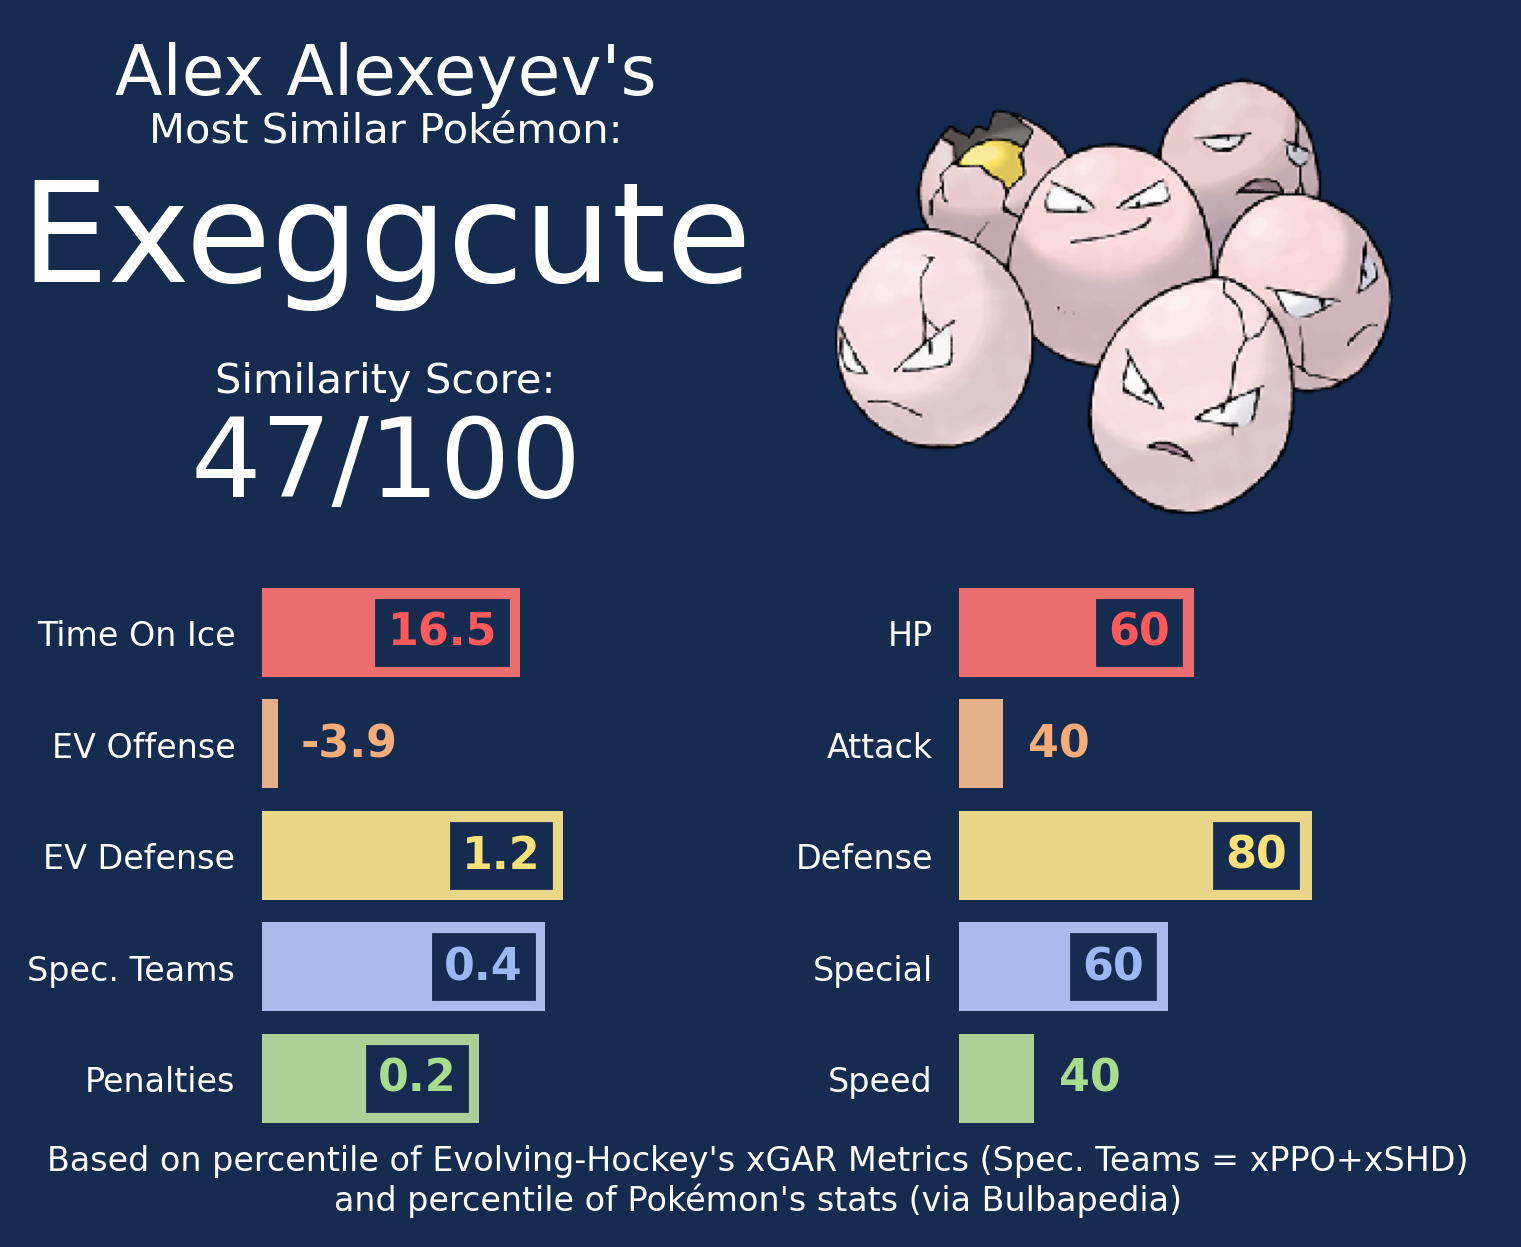 Alex Alexeyev's
Most Similar Pokémon:
Exeggcute
Similarity Score:
47/100
Time On Ice 16.5
EV Offense -3.9
EV Defense 1.2
Spec. Teams 0.4
Penalties 0.2
HP 60
Attack 40
Defense 80
Special 60
Speed 40
Based on percentile of Evolving-Hockey's xGAR Metrics (Spec. Teams = xPPO+xSHD)
and percentile of Pokémon's stats (via Bulbapedia)